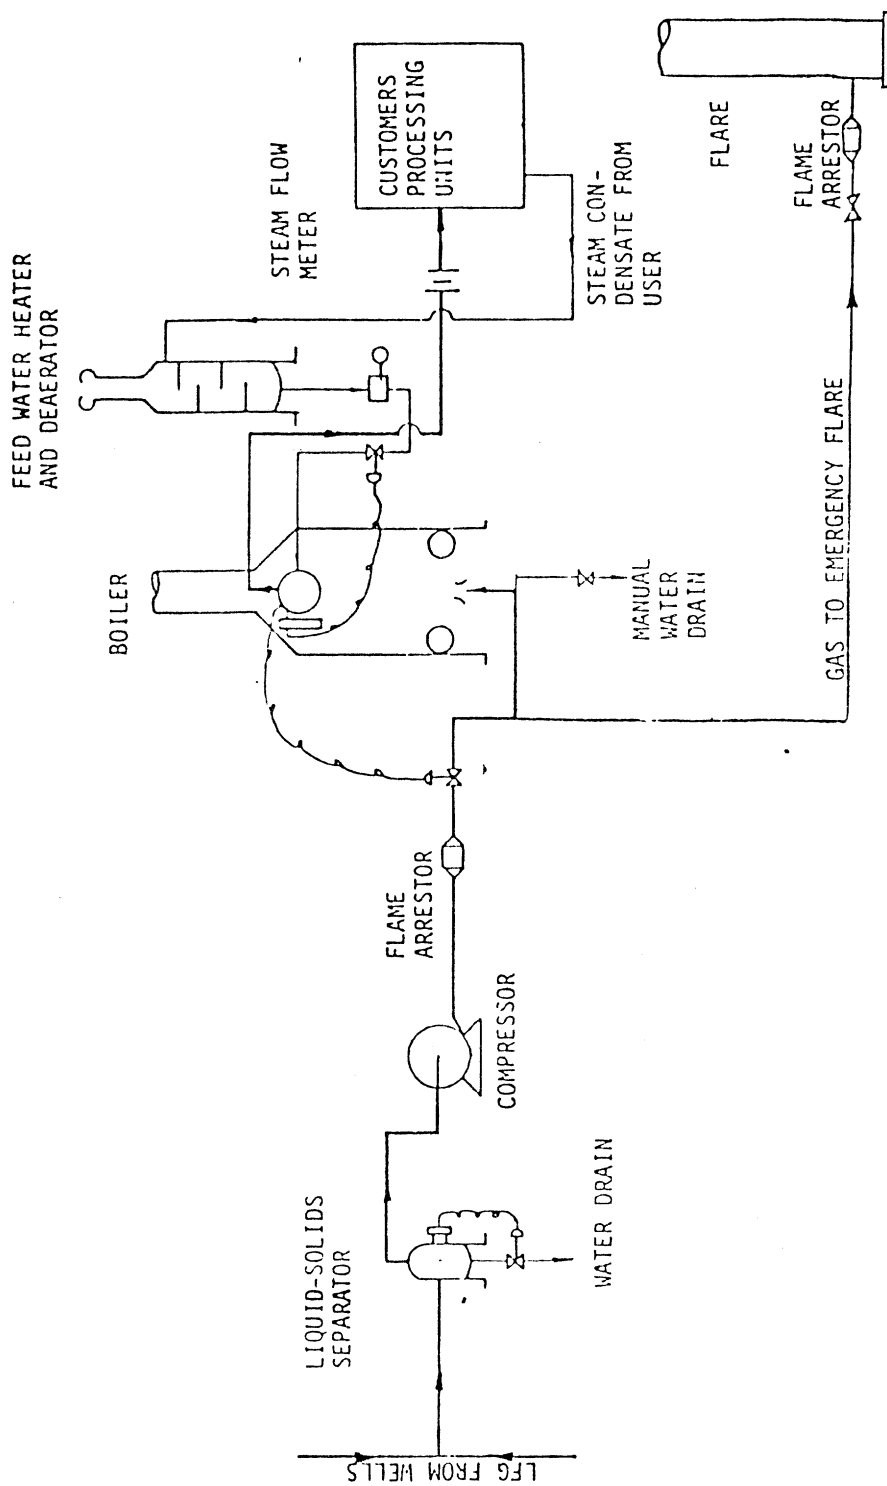 LFG FROM WELLS
LIQUID-SOLIDS
SEPARATOR
WATER DRAIN
COMPRESSOR
FLAME
ARRESTOR
BOILER
MANUAL
WATER
DRAIN
FEED WATER HEATER
AND DEAERATOR
STEAM FLOW
METER
CUSTOMERS
PROCESSING
UNITS
STEAM CON-
DENSATE FROM
USER
GAS TO EMERGENCY FLARE
FLARE
FLAME
ARRESTOR